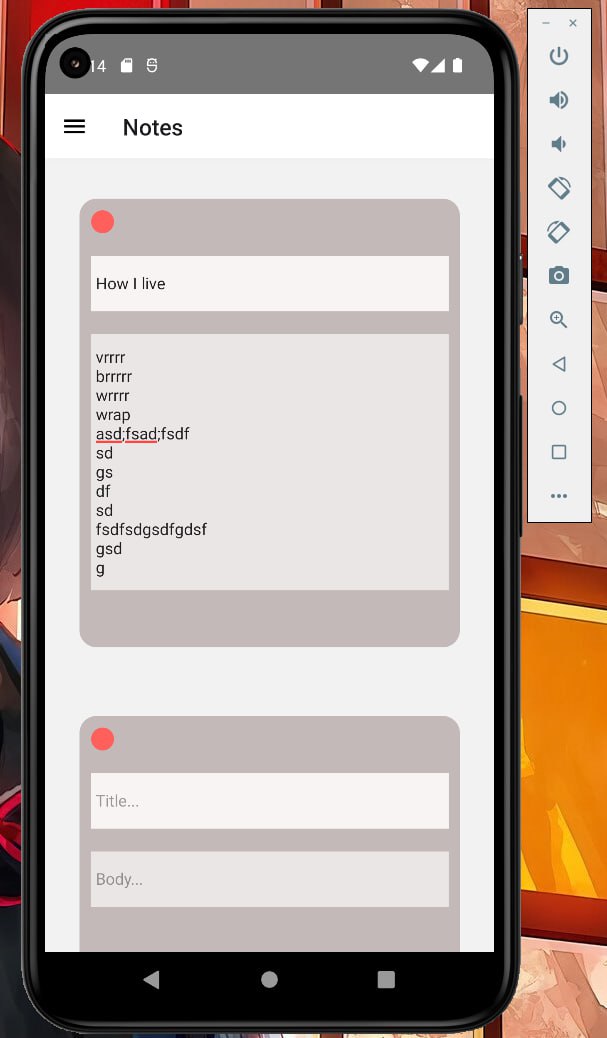 14
Notes
How I live
vrrrr
brrrrr
wrrrr
wrap
asd;fsad;fsdf
sd
gs
df
sd
fsdfsdgsdfgdsf
gsd
g
Title...
Body...